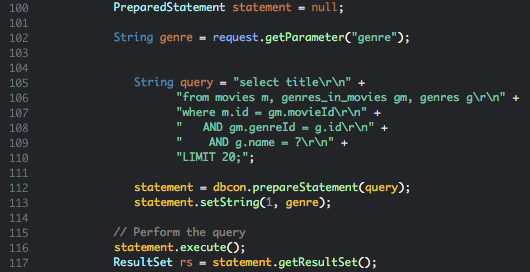 100 PreparedStatement statement = null;
101
102 String genre = request.getParameter("genre");
103
104
105 String query = "select title\r\n" +
106 "from movies m, genres_in_movies gm, genres g\r\n" +
107 "where m.id = gm.movieId\r\n" +
108 "   AND gm.genreId = g.id\r\n" +
109 "    AND g.name = ?\r\n" +
110 "LIMIT 20;";
111
112 statement = dbcon.prepareStatement(query);
113 statement.setString(1, genre);
114
115 // Perform the query
116 statement.execute();
117 ResultSet rs = statement.getResultSet();